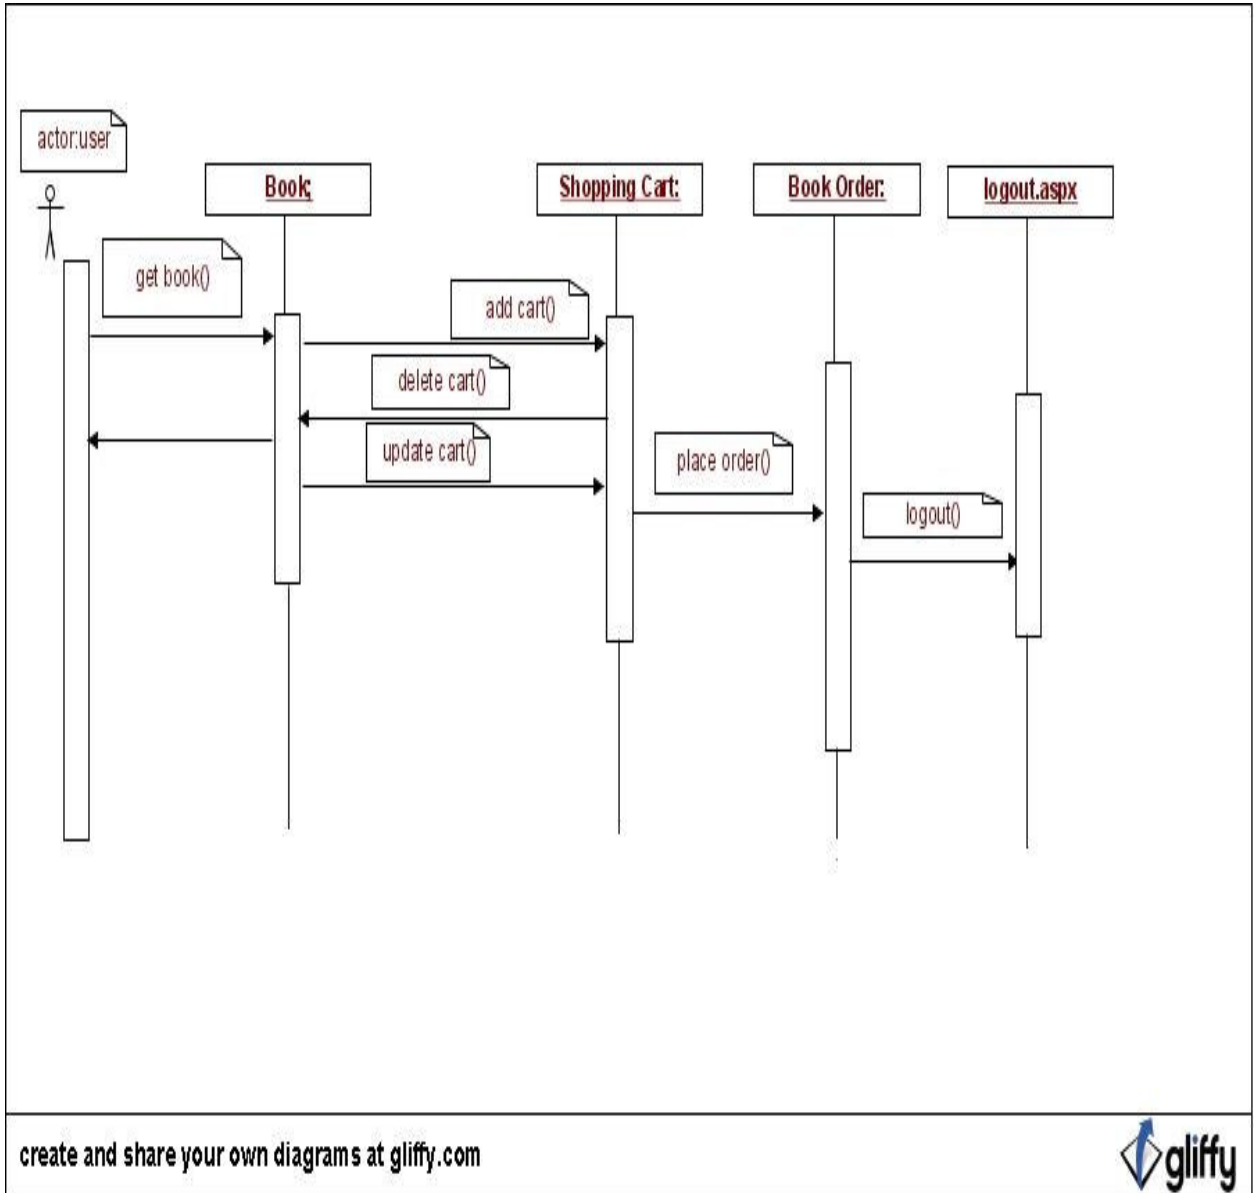 actor:user
Book;
Shopping Cart:
Book Order:
logout.aspx
get book()
add cart()
delete cart()
update cart()
place order()
logout()
create and share your own diagrams at gliffy.com
gliffy